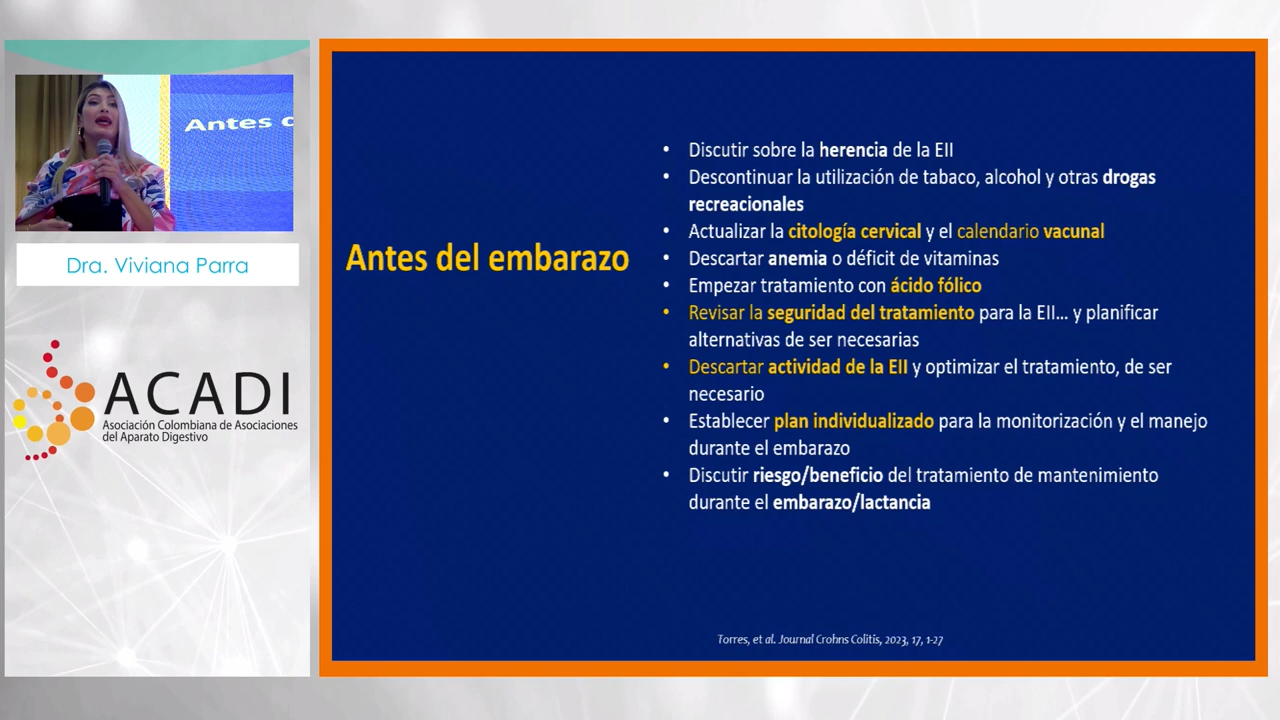 Antes d
Dra. Viviana Parra
ACADI
Asociación Colombiana de Asociaciones
del Aparato Digestivo
Antes del embarazo
• Discutir sobre la herencia de la EII
• Descontinuar la utilización de tabaco, alcohol y otras drogas
recreacionales
• Actualizar la citología cervical y el calendario vacunal
• Descartar anemia o déficit de vitaminas
• Empezar tratamiento con ácido fólico
• Revisar la seguridad del tratamiento para la EII... y planificar
alternativas de ser necesarias
• Descartar actividad de la EII y optimizar el tratamiento, de ser
necesario
• Establecer plan individualizado para la monitorización y el manejo
durante el embarazo
• Discutir riesgo/beneficio del tratamiento de mantenimiento
durante el embarazo/lactancia
Torres, et al. Journal Crohns Colitis, 2023, 17, 1-27